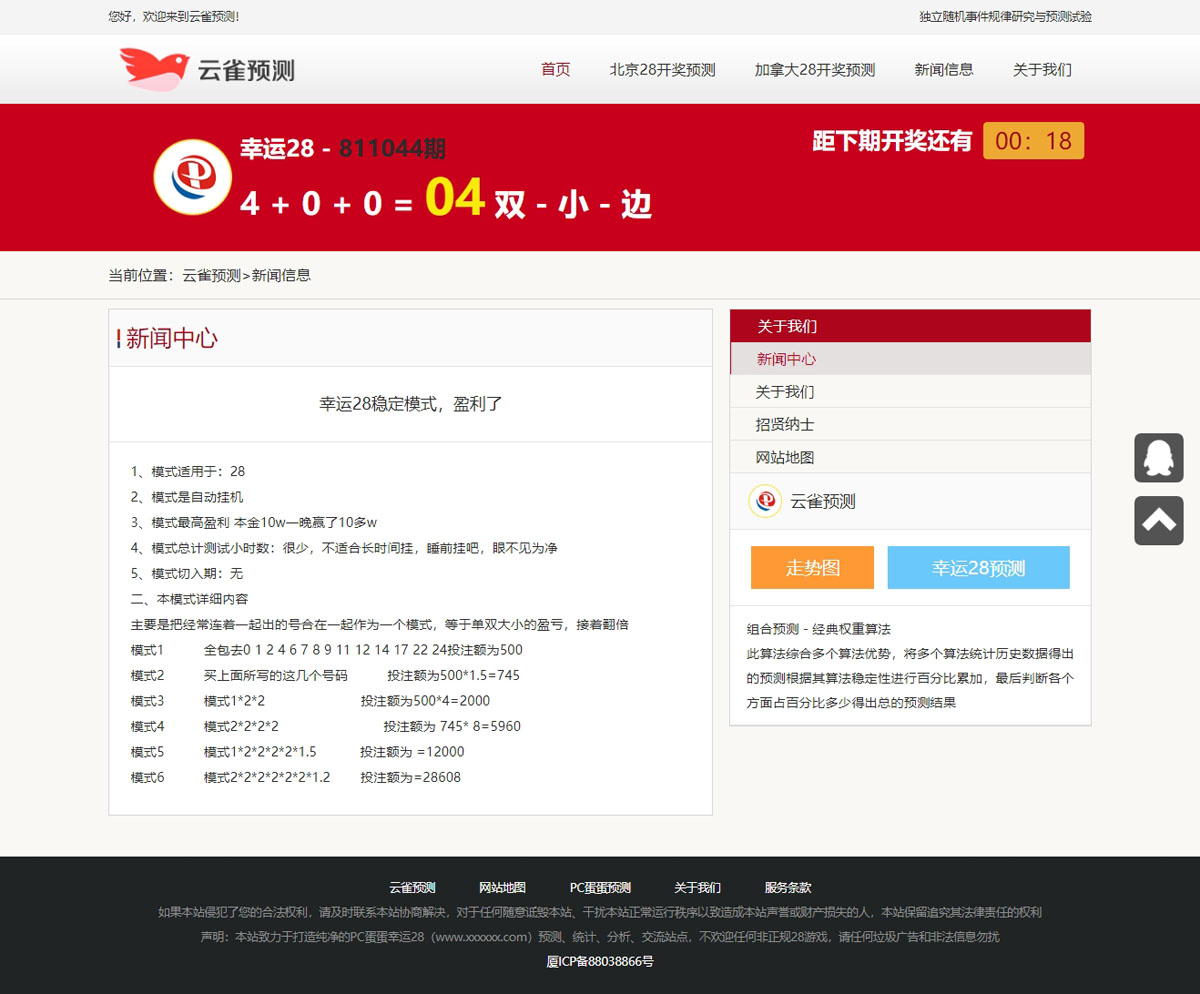 您好，欢迎来到云雀预测!
独立随机事件规律研究与预测试验
云雀预测
首页 北京28开奖预测 加拿大28开奖预测 新闻信息 关于我们
幸运28 - 811044期
距下期开奖还有 00：18
4 + 0 + 0 = 04 双 - 小 - 边
当前位置：云雀预测>新闻信息
新闻中心
幸运28稳定模式，盈利了
1、模式适用于：28
2、模式是自动挂机
3、模式最高盈利 本金10w—晚赢了10多w
4、模式总计测试小时数：很少，不适合长时间挂，睡前挂吧，眼不见为净
5、模式切入期：无
二、本模式详细内容
主要是把经常连着一起出的号合在一起作为一个模式，等于单双大小的盈亏，接着翻倍
模式1 全包去0 1 2 4 6 7 8 9 11 12 14 17 22 24投注额为500
模式2 买上面所写的这几个号码 投注额为500*1.5=745
模式3 模式1*2*2 投注额为500*4=2000
模式4 模式2*2*2*2 投注额为 745* 8=5960
模式5 模式1*2*2*2*2*1.5 投注额为 =12000
模式6 模式2*2*2*2*2*2*1.2 投注额为=28608
关于我们
新闻中心
关于我们
招贤纳士
网站地图
云雀预测
走势图 幸运28预测
组合预测 - 经典权重算法
此算法综合多个算法优势，将多个算法统计历史数据得出
的预测根据其算法稳定性进行百分比累加，最后判断各个
方面占百分比多少得出总的预测结果
云雀预测 网站地图 PC蛋蛋预测 关于我们 服务条款
如果本站侵犯了您的合法权利，请及时联系本站协商解决，对于任何随意诋毁本站、干扰本站正常运行秩序以致造成本站声誉或财产损失的人，本站保留追究其法律责任的权利
声明：本站致力于打造纯净的PC蛋蛋幸运28（www.xxxxxx.com）预测、统计、分析、交流站点，不欢迎任何非正规28游戏，请任何垃圾广告和非法信息勿扰
厦ICP备88038866号